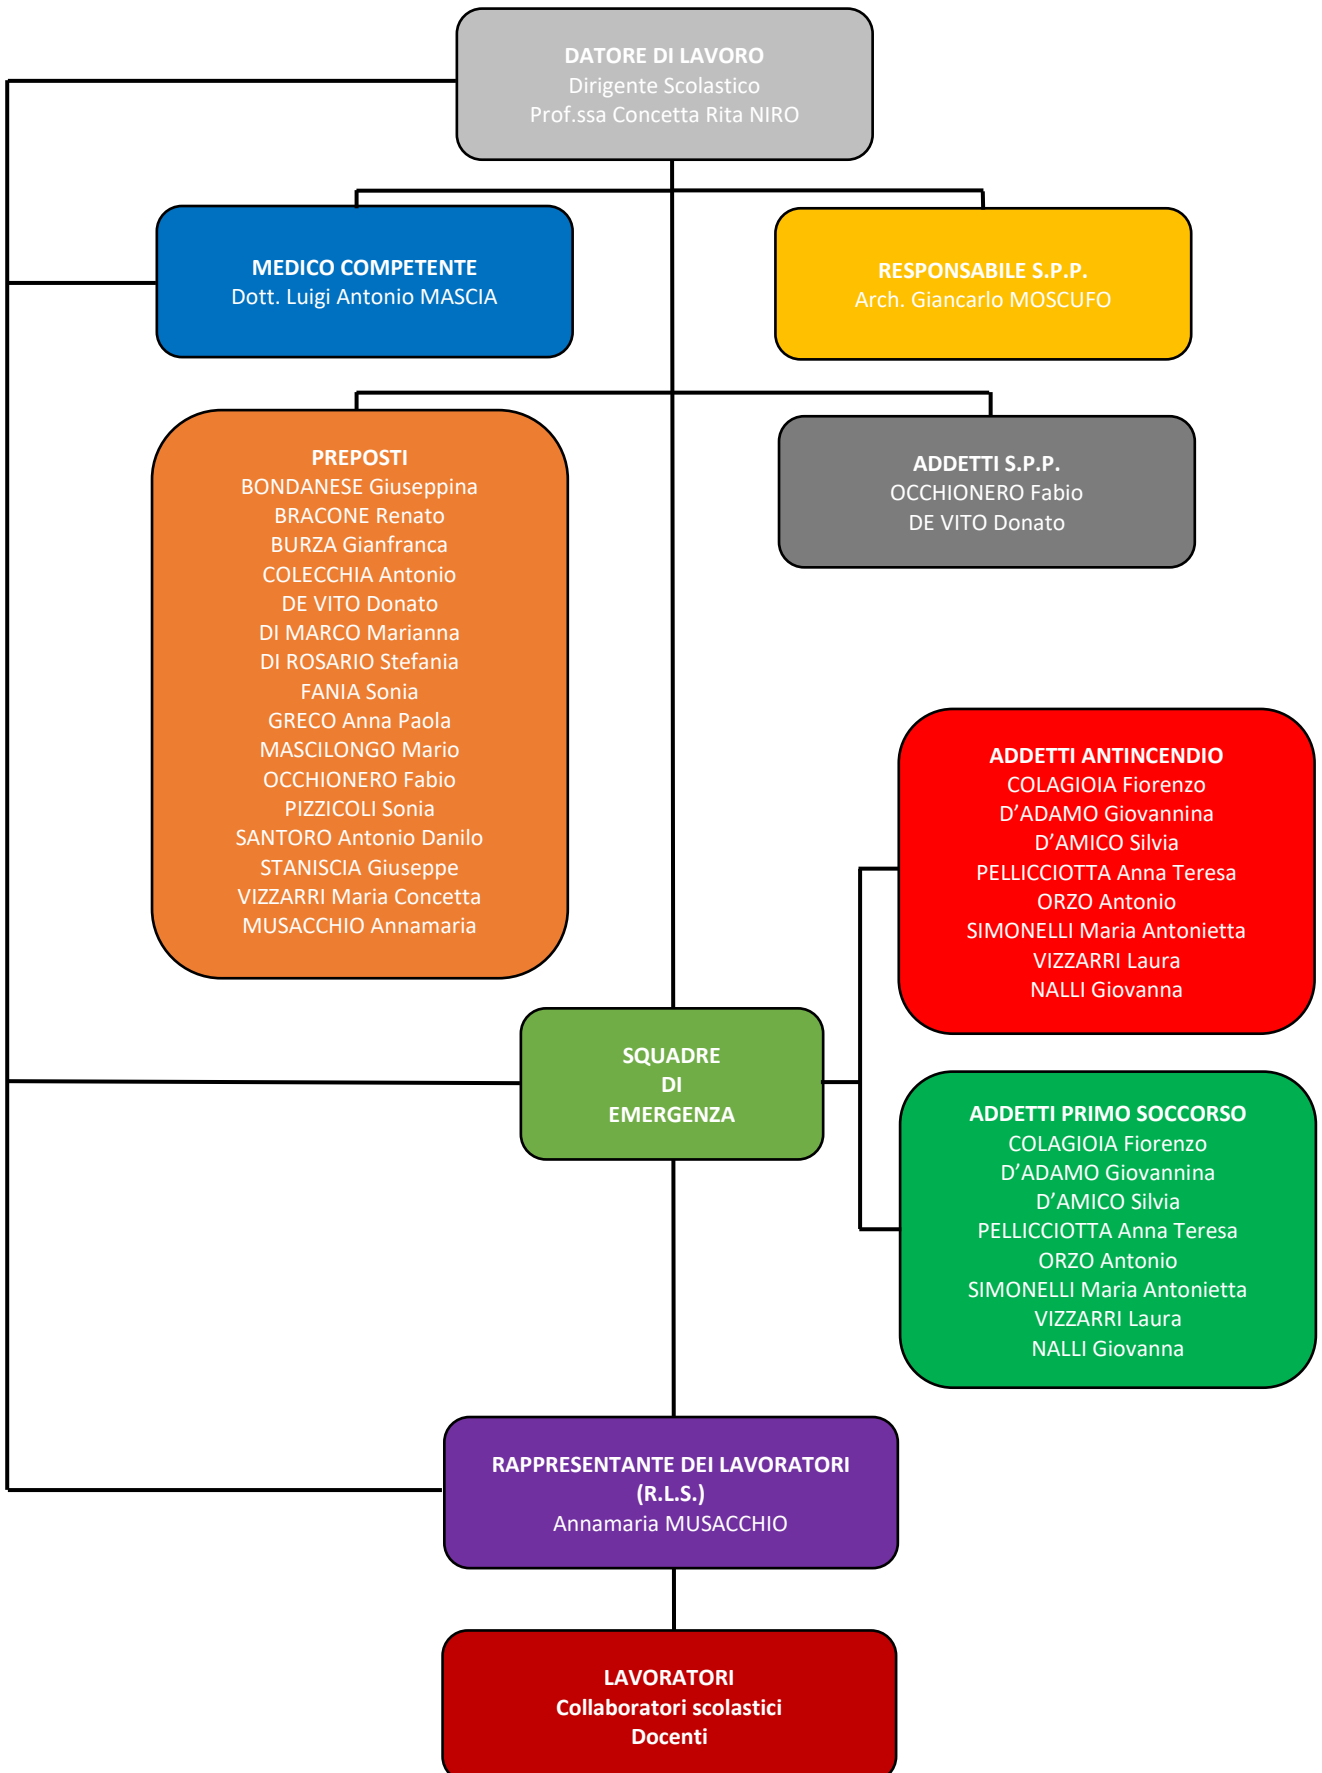 DATORE DI LAVORO
Dirigente Scolastico
Prof.ssa Concetta Rita NIRO
MEDICO COMPETENTE
Dott. Luigi Antonio MASCIA
RESPONSABILE S.P.P.
Arch. Giancarlo MOSCUFO
PREPOSTI
BONDANESE Giuseppina
BRACONE Renato
BURZA Gianfranca
COLECCHIA Antonio
DE VITO Donato
DI MARCO Marianna
DI ROSARIO Stefania
FANIA Sonia
GRECO Anna Paola
MASCILONGO Mario
OCCHIONERO Fabio
PIZZICOLI Sonia
SANTORO Antonio Danilo
STANISCIA Giuseppe
VIZZARRI Maria Concetta
MUSACCHIO Annamaria
ADDETTI S.P.P.
OCCHIONERO Fabio
DE VITO Donato
ADDETTI ANTINCENDIO
COLAGIOIA Fiorenzo
D’ADAMO Giovannina
D’AMICO Silvia
PELLICCIOTTA Anna Teresa
ORZO Antonio
SIMONELLI Maria Antonietta
VIZZARRI Laura
NALLI Giovanna
SQUADRE
DI
EMERGENZA
ADDETTI PRIMO SOCCORSO
COLAGIOIA Fiorenzo
D’ADAMO Giovannina
D’AMICO Silvia
PELLICCIOTTA Anna Teresa
ORZO Antonio
SIMONELLI Maria Antonietta
VIZZARRI Laura
NALLI Giovanna
RAPPRESENTANTE DEI LAVORATORI
(R.L.S.)
Annamaria MUSACCHIO
LAVORATORI
Collaboratori scolastici
Docenti